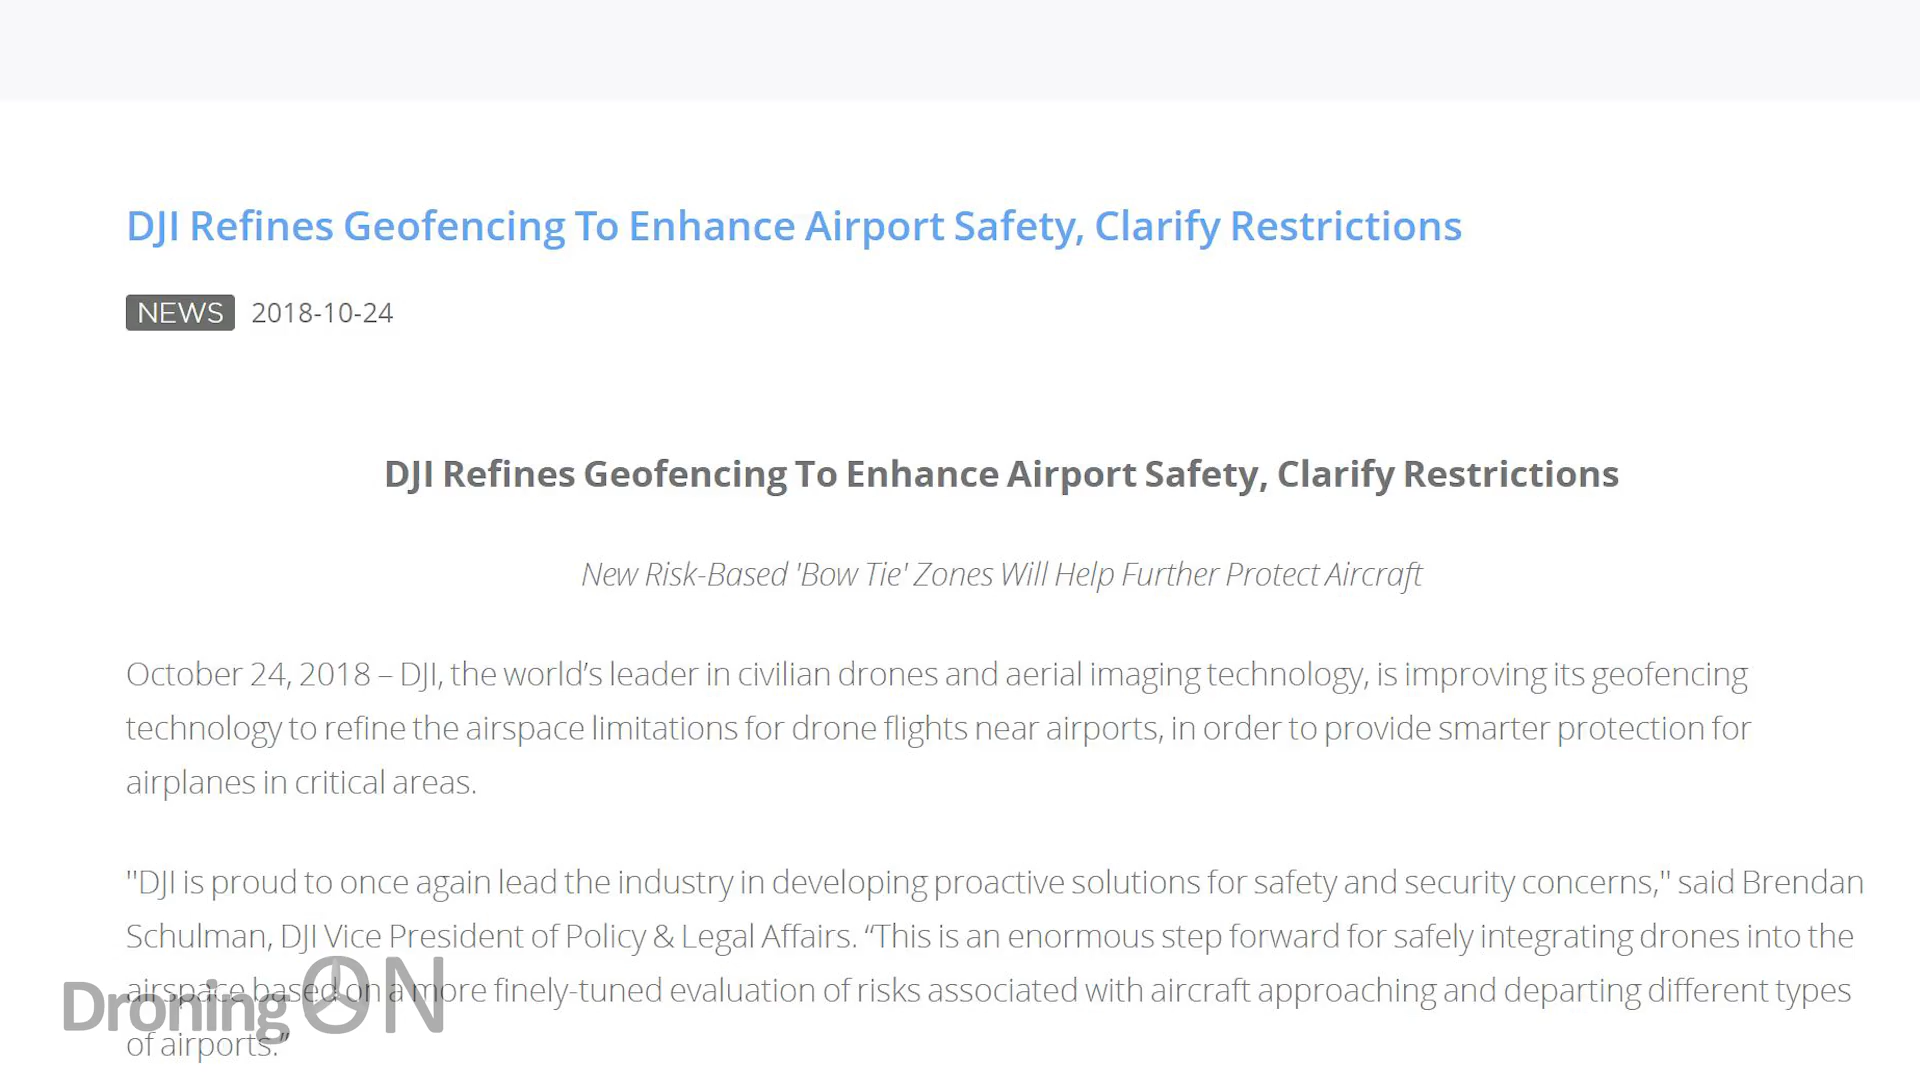 DJI Refines Geofencing To Enhance Airport Safety, Clarify Restrictions
NEWS 2018-10-24
DJI Refines Geofencing To Enhance Airport Safety, Clarify Restrictions
New Risk-Based 'Bow Tie' Zones Will Help Further Protect Aircraft
October 24, 2018 – DJI, the world’s leader in civilian drones and aerial imaging technology, is improving its geofencing
technology to refine the airspace limitations for drone flights near airports, in order to provide smarter protection for
airplanes in critical areas.
"DJI is proud to once again lead the industry in developing proactive solutions for safety and security concerns," said Brendan
Schulman, DJI Vice President of Policy & Legal Affairs. “This is an enormous step forward for safely integrating drones into the
airspace based on a more finely-tuned evaluation of risks associated with aircraft approaching and departing different types
of airports.”
DroningON